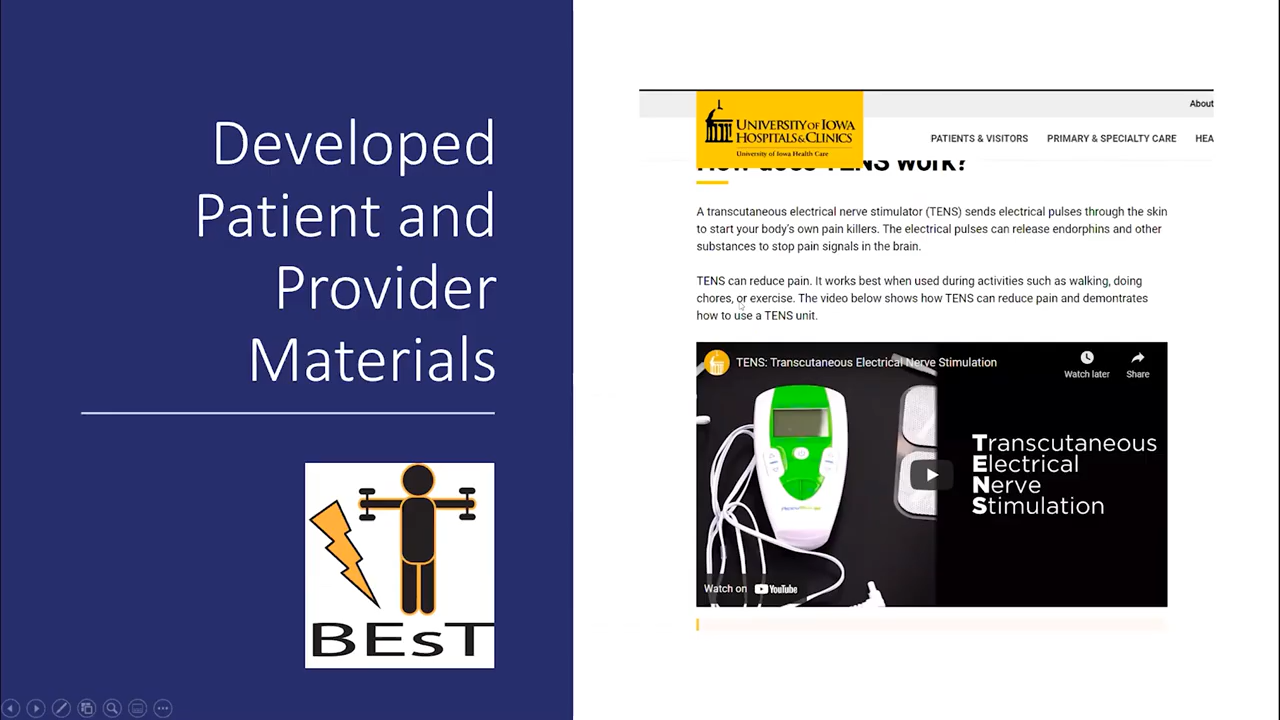 Developed
Patient and
Provider
Materials
BEST
About
UNIVERSITY OF IOWA
HOSPITALS & CLINICS
University of Iowa Health Care
PATIENTS & VISITORS
PRIMARY & SPECIALTY CARE
HEA
How does TENS work?
A transcutaneous electrical nerve stimulator (TENS) sends electrical pulses through the skin
to start your body's own pain killers. The electrical pulses can release endorphins and other
substances to stop pain signals in the brain.
TENS can reduce pain. It works best when used during activities such as walking, doing
chores, or exercise. The video below shows how TENS can reduce pain and demontrates
how to use a TENS unit.
TENS: Transcutaneous Electrical Nerve Stimulation
Watch later
Share
Transcutaneous
Electrical
Nerve
Stimulation
Watch on YouTube